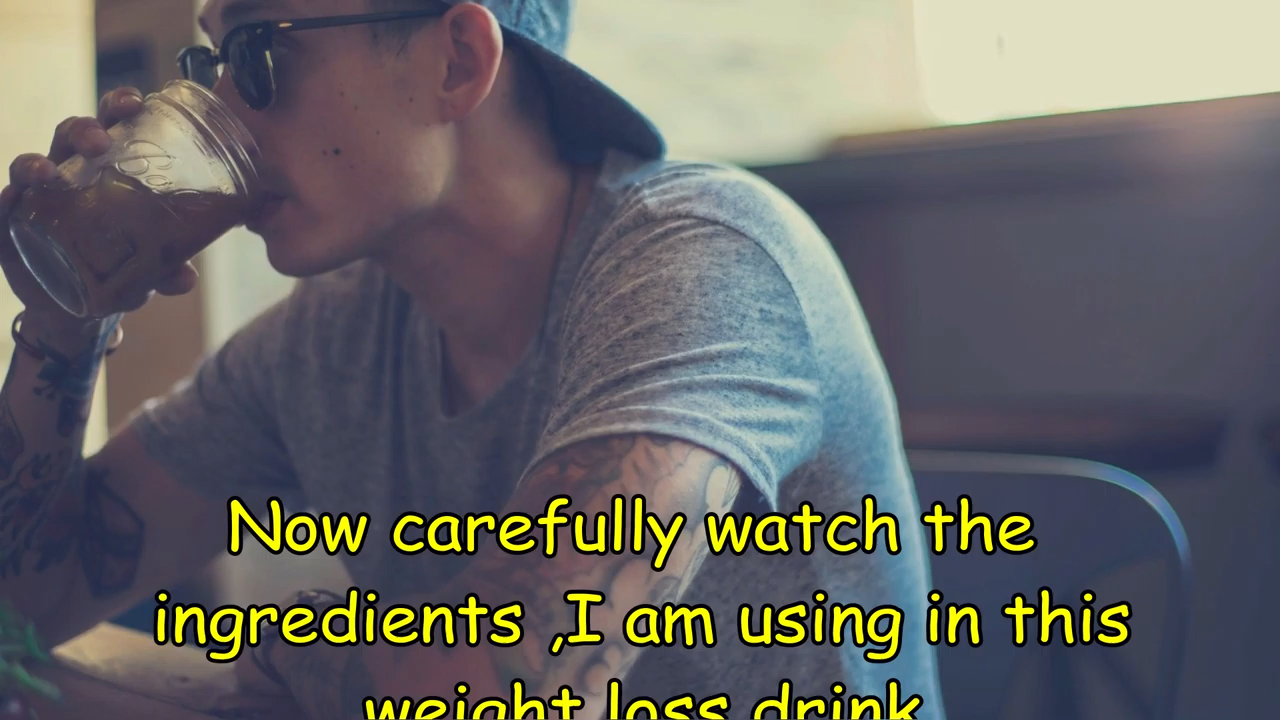 Now carefully watch the
ingredients ,I am using in this
weight loss drink